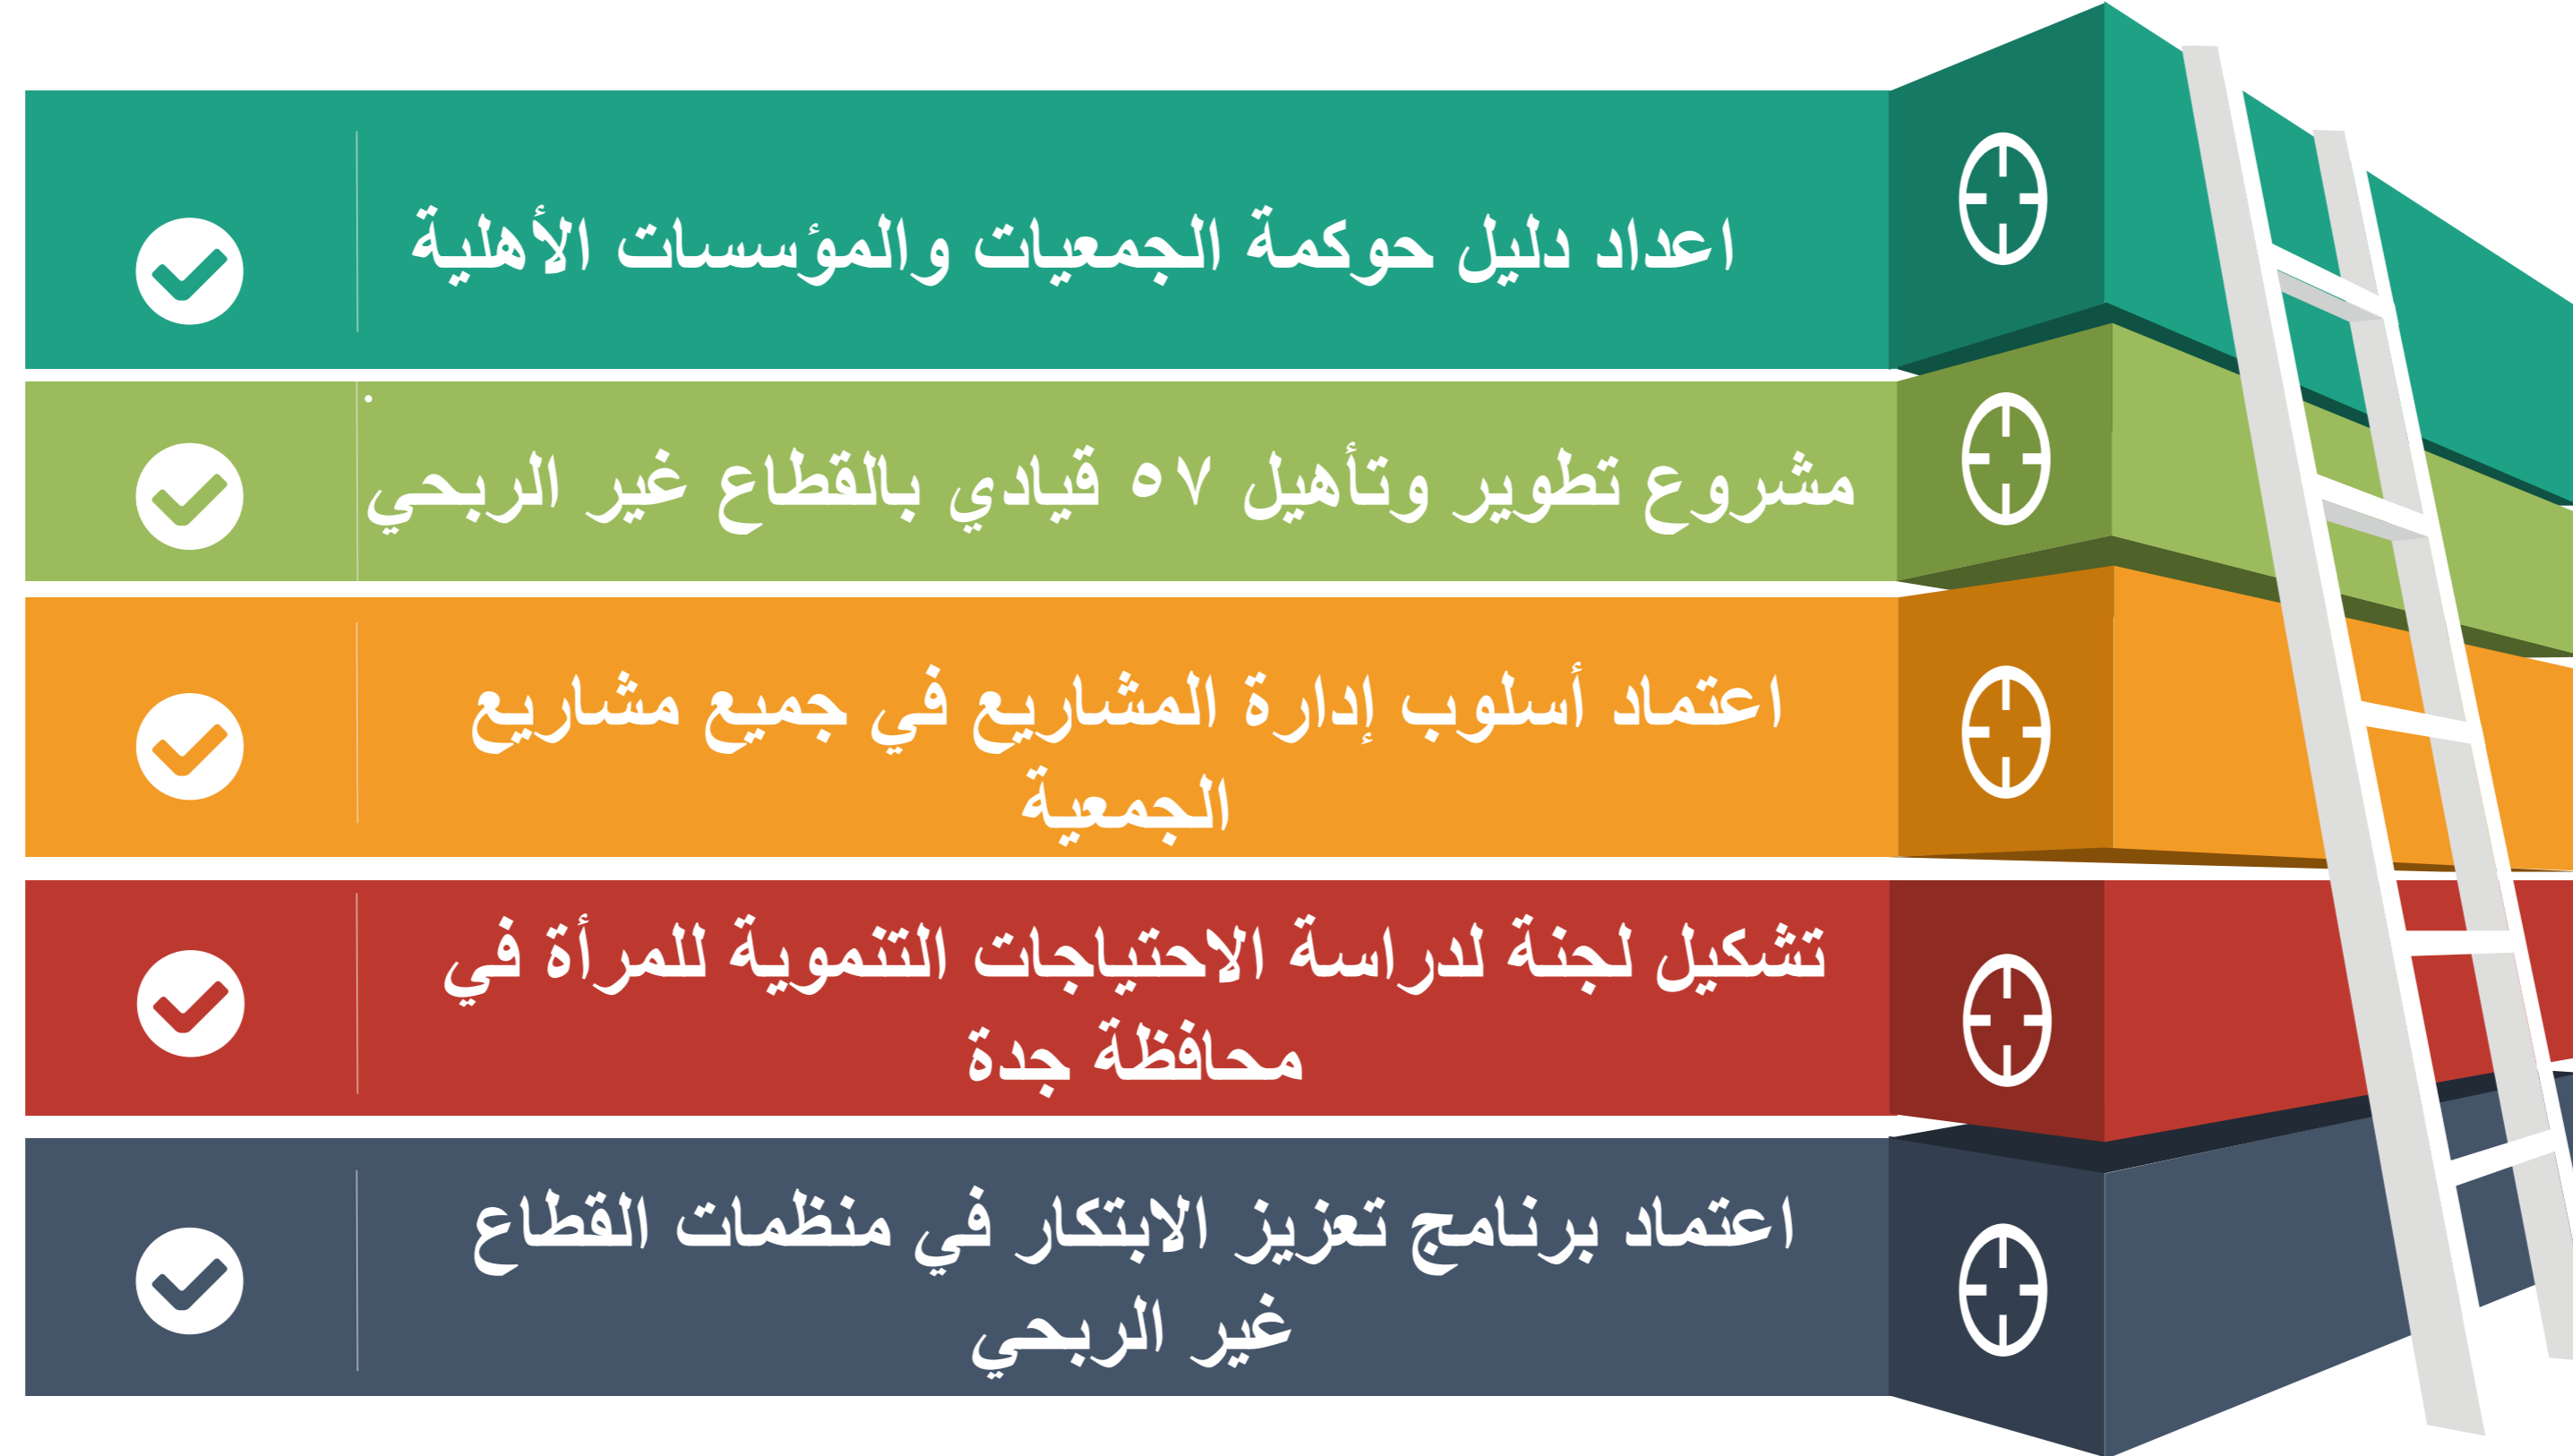 اعداد دليل حوكمة الجمعيات والمؤسسات الأهلية
.
مشروع تطوير وتأهيل ٥٧ قيادي بالقطاع غير الربحي
اعتماد أسلوب إدارة المشاريع في جميع مشاريع
الجمعية
تشكيل لجنة لدراسة الاحتياجات التنموية للمرأة في
محافظة جدة
اعتماد برنامج تعزيز الابتكار في منظمات القطاع
غير الربحي